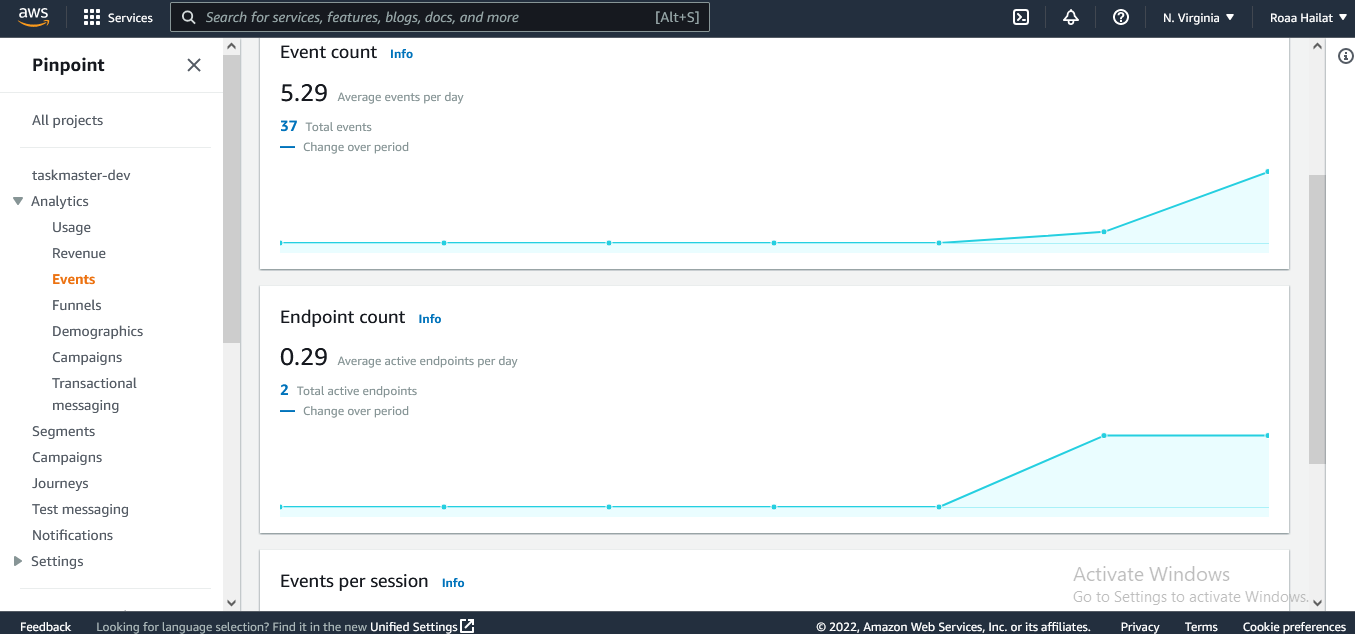 aws
Services
Search for services, features, blogs, docs, and more
[Alt+S]
N. Virginia
Roaa Hailat
Pinpoint
All projects
taskmaster-dev
Analytics
Usage
Revenue
Events
Funnels
Demographics
Campaigns
Transactional
messaging
Segments
Campaigns
Journeys
Test messaging
Notifications
Settings
Event count Info
5.29 Average events per day
37 Total events
Change over period
Endpoint count Info
0.29 Average active endpoints per day
2 Total active endpoints
Change over period
Events per session Info
Activate Windows
Go to Settings to activate Windows.
Feedback
Looking for language selection? Find it in the new Unified Settings
© 2022, Amazon Web Services, Inc. or its affiliates.
Privacy
Terms
Cookie preferences